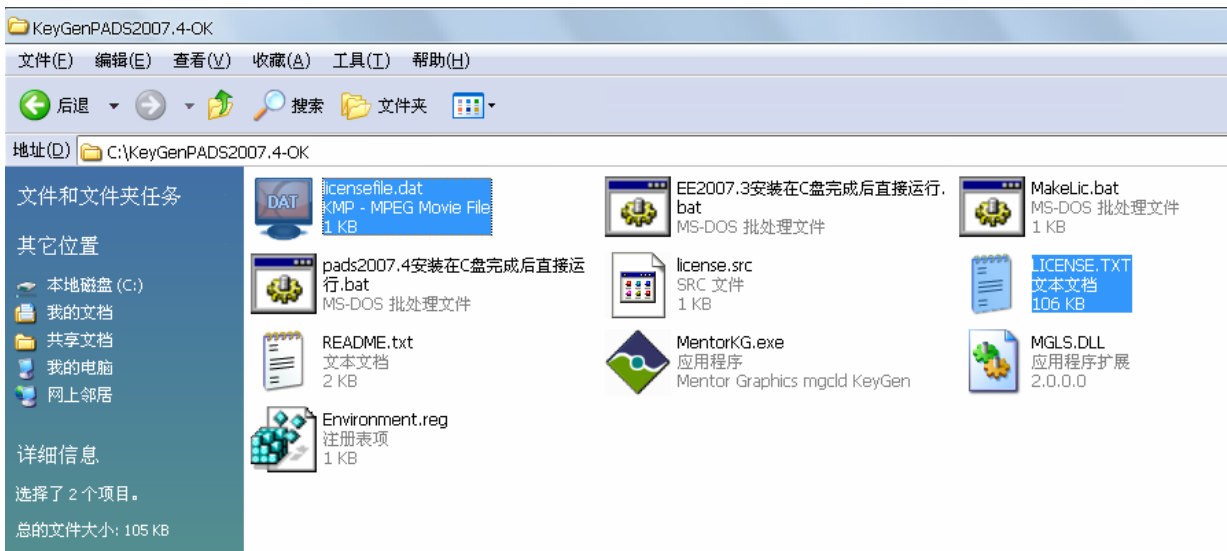 KeyGenPADS2007.4-OK
文件(F) 编辑(E) 查看(V) 收藏(A) 工具(T) 帮助(H)
后退 搜索 文件夹
地址(D) C:\KeyGenPADS2007.4-OK
文件和文件夹任务
其它位置
本地磁盘 (C:)
我的文档
共享文档
我的电脑
网上邻居
详细信息
选择了 2 个项目。
总的文件大小: 105 KB
licensefile.dat
KMP - MPEG Movie File
1 KB
EE2007.3安装在C盘完成后直接运行.
bat
MS-DOS 批处理文件
MakeLic.bat
MS-DOS 批处理文件
1 KB
pads2007.4安装在C盘完成后直接运
行.bat
MS-DOS 批处理文件
license.src
SRC 文件
1 KB
LICENSE.TXT
文本文档
106 KB
README.txt
文本文档
2 KB
MentorKG.exe
应用程序
Mentor Graphics mgcld KeyGen
MGLS.DLL
应用程序扩展
2.0.0.0
Environment.reg
注册表项
1 KB
DAT